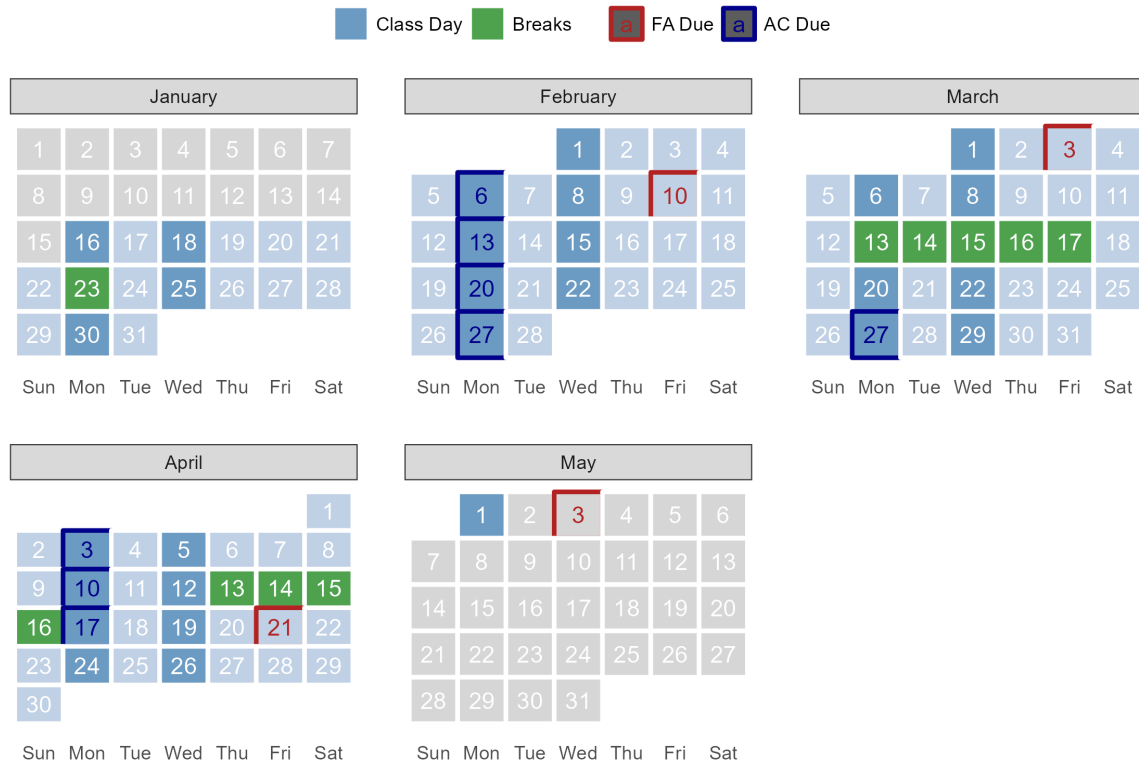 Class Day Breaks a FA Due a AC Due
January February March
1 2 3 4 5 6 7 1 2 3 4 1 2 3 4
8 9 10 11 12 13 14 5 6 7 8 9 10 11 5 6 7 8 9 10 11
15 16 17 18 19 20 21 12 13 14 15 16 17 18 12 13 14 15 16 17 18
22 23 24 25 26 27 28 19 20 21 22 23 24 25 19 20 21 22 23 24 25
29 30 31 26 27 28 26 27 28 29 30 31
Sun Mon Tue Wed Thu Fri Sat Sun Mon Tue Wed Thu Fri Sat Sun Mon Tue Wed Thu Fri Sat
April May
1 1 2 3 4 5 6
2 3 4 5 6 7 8 7 8 9 10 11 12 13
9 10 11 12 13 14 15 14 15 16 17 18 19 20
16 17 18 19 20 21 22 21 22 23 24 25 26 27
23 24 25 26 27 28 29 28 29 30 31
30
Sun Mon Tue Wed Thu Fri Sat Sun Mon Tue Wed Thu Fri Sat